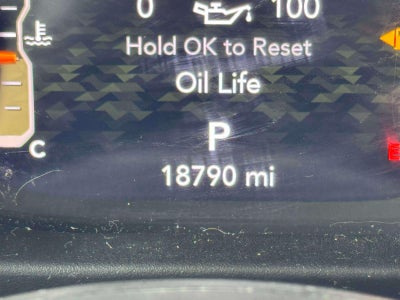 0 100
Hold OK to Reset
Oil Life
P
C
18790 mi